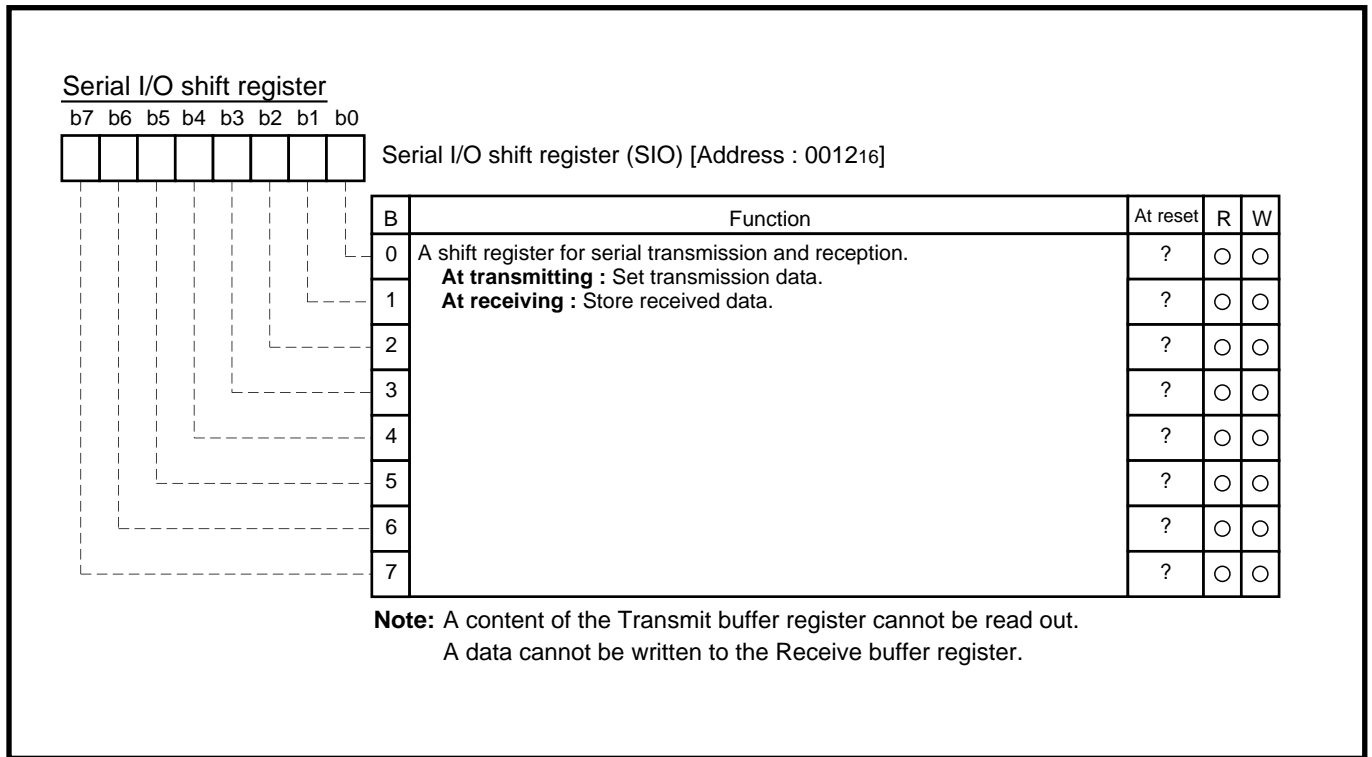 Serial I/O shift register
b7 b6 b5 b4 b3 b2 b1 b0
Serial I/O shift register (SIO) [Address : 001216]
B Function At reset R W
0 A shift register for serial transmission and reception. ? ○ ○
At transmitting : Set transmission data.
1 At receiving : Store received data. ? ○ ○
2 ? ○ ○
3 ? ○ ○
4 ? ○ ○
5 ? ○ ○
6 ? ○ ○
7 ? ○ ○
Note: A content of the Transmit buffer register cannot be read out.
A data cannot be written to the Receive buffer register.